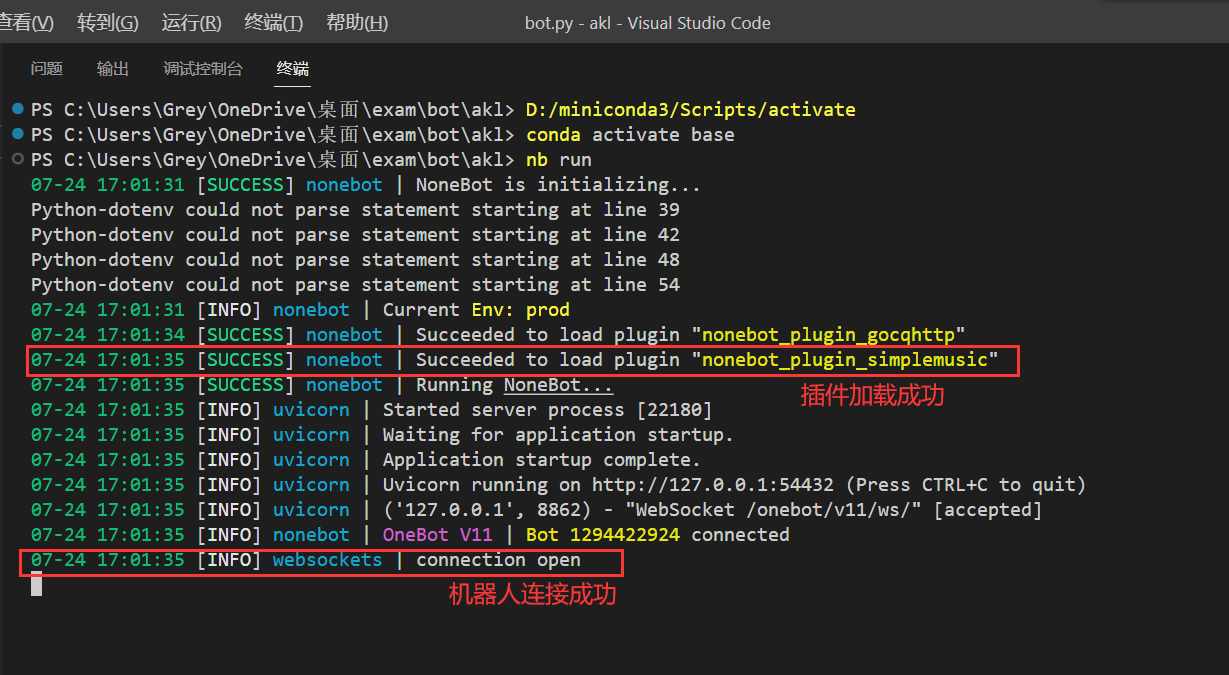 查看(V) 转到(G) 运行(R) 终端(T) 帮助(H) bot.py - akl - Visual Studio Code
问题 输出 调试控制台 终端
PS C:\Users\Grey\OneDrive\桌面\exam\bot\akl> D:/miniconda3/Scripts/activate
PS C:\Users\Grey\OneDrive\桌面\exam\bot\akl> conda activate base
PS C:\Users\Grey\OneDrive\桌面\exam\bot\akl> nb run
07-24 17:01:31 [SUCCESS] nonebot | NoneBot is initializing...
Python-dotenv could not parse statement starting at line 39
Python-dotenv could not parse statement starting at line 42
Python-dotenv could not parse statement starting at line 48
Python-dotenv could not parse statement starting at line 54
07-24 17:01:31 [INFO] nonebot | Current Env: prod
07-24 17:01:34 [SUCCESS] nonebot | Succeeded to load plugin "nonebot_plugin_gocqhttp"
07-24 17:01:35 [SUCCESS] nonebot | Succeeded to load plugin "nonebot_plugin_simplemusic"
07-24 17:01:35 [SUCCESS] nonebot | Running NoneBot...
插件加载成功
07-24 17:01:35 [INFO] uvicorn | Started server process [22180]
07-24 17:01:35 [INFO] uvicorn | Waiting for application startup.
07-24 17:01:35 [INFO] uvicorn | Application startup complete.
07-24 17:01:35 [INFO] uvicorn | Uvicorn running on http://127.0.0.1:54432 (Press CTRL+C to quit)
07-24 17:01:35 [INFO] uvicorn | ('127.0.0.1', 8862) - "WebSocket /onebot/v11/ws/" [accepted]
07-24 17:01:35 [INFO] nonebot | OneBot V11 | Bot 1294422924 connected
07-24 17:01:35 [INFO] websockets | connection open
机器人连接成功